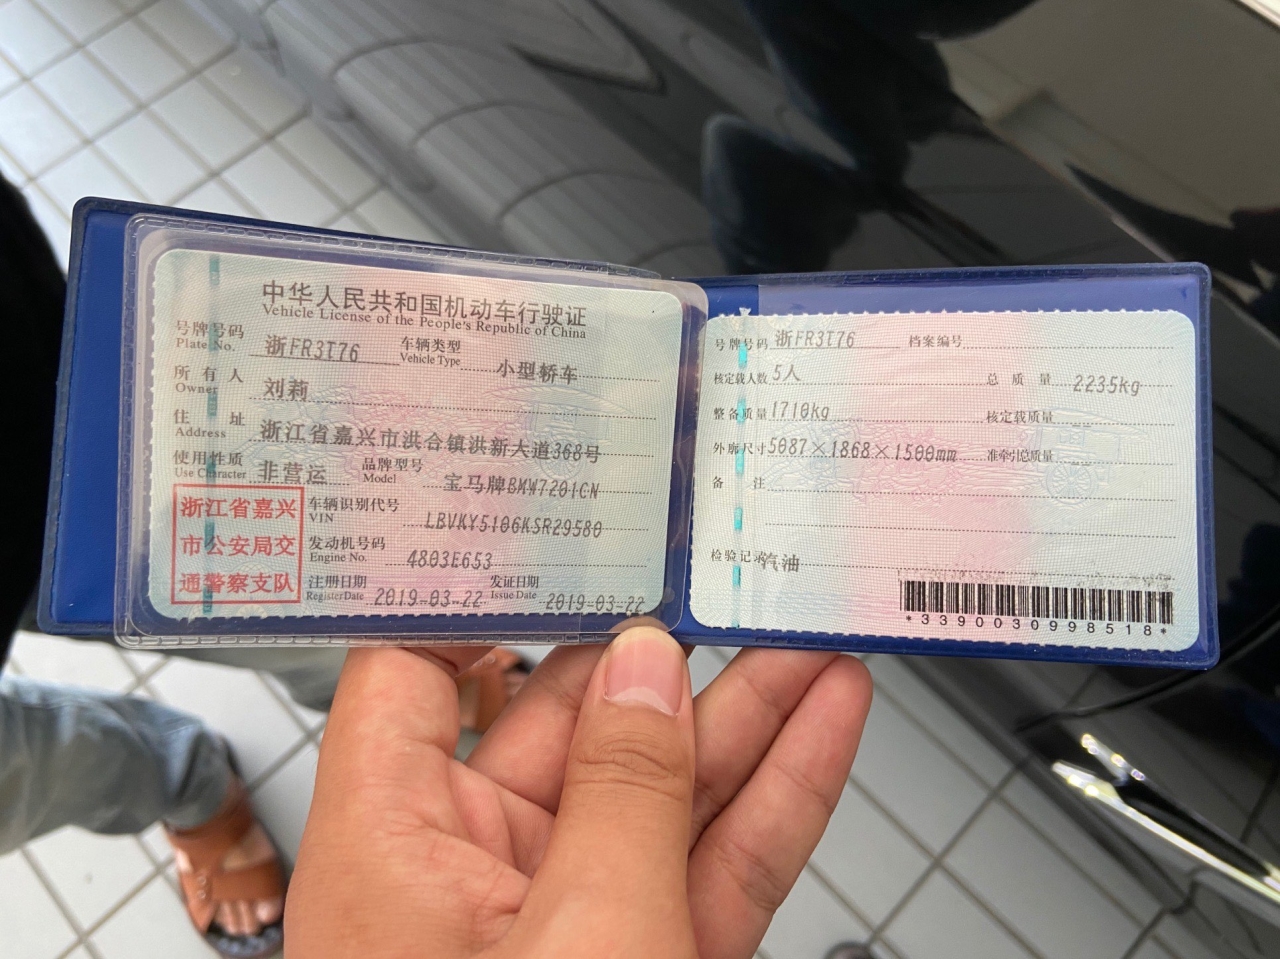 中华人民共和国机动车行驶证
Vehicle License of the People's Republic of China
号牌号码 浙FR3T76 车辆类型 小型轿车
Plate No. Vehicle Type
所有人 刘莉
Owner
住址 浙江省嘉兴市洪合镇洪新大道368号
Address
使用性质 非营运 品牌型号 宝马牌BMW7201CN
Use Character Model
浙江省嘉兴
市公安局交
通警察支队
车辆识别代号 LBVKY5106KSR29580
VIN
发动机号码 4803E653
Engine No.
注册日期 2019-03-22 发证日期 2019-03-22
Register Date Issue Date
号牌号码 浙FR3T76 档案编号
核定载人数 5人 总质量 2235kg
整备质量 1710kg 核定载质量
外廓尺寸 5087×1868×1500mm 准牵引总质量
备注
检验记录 汽油
*3390030998518*